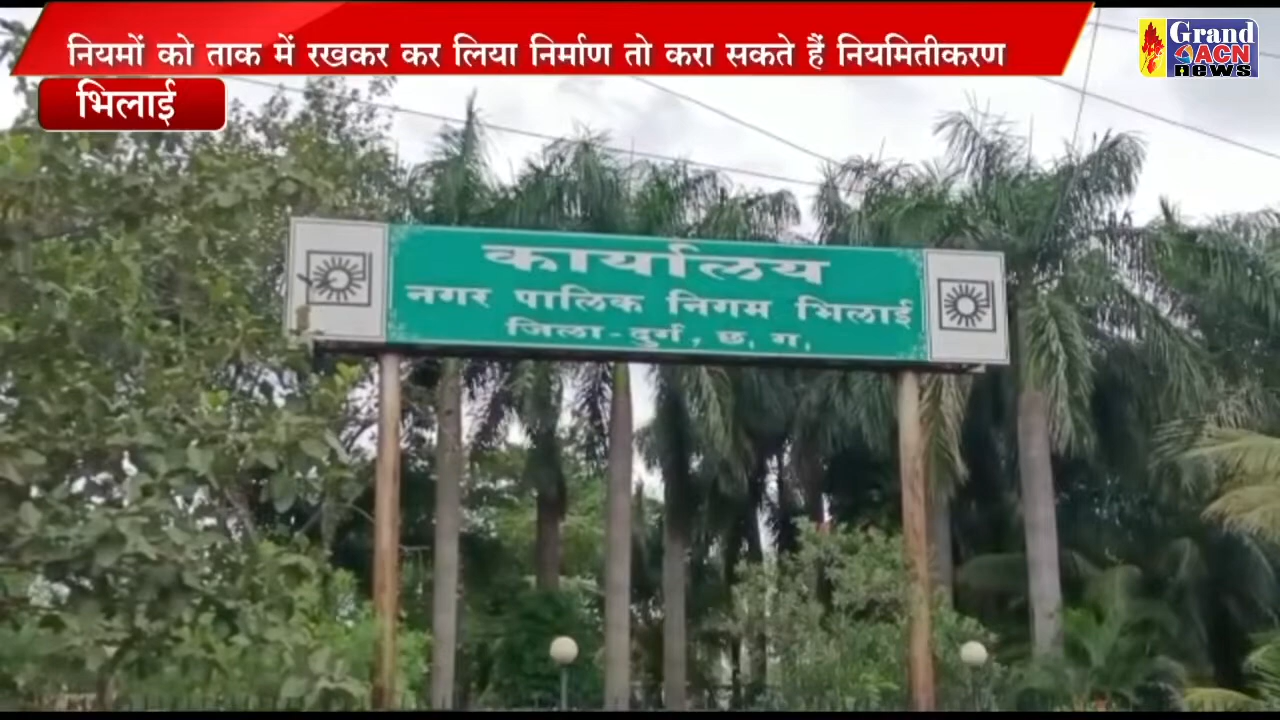 नियमों को ताक में रखकर कर लिया निर्माण तो करा सकते हैं नियमितीकरण
Grand
ACN
news
भिलाई
कार्यालय
नगर पालिक निगम भिलाई
जिला-दुर्ग, छ. ग.